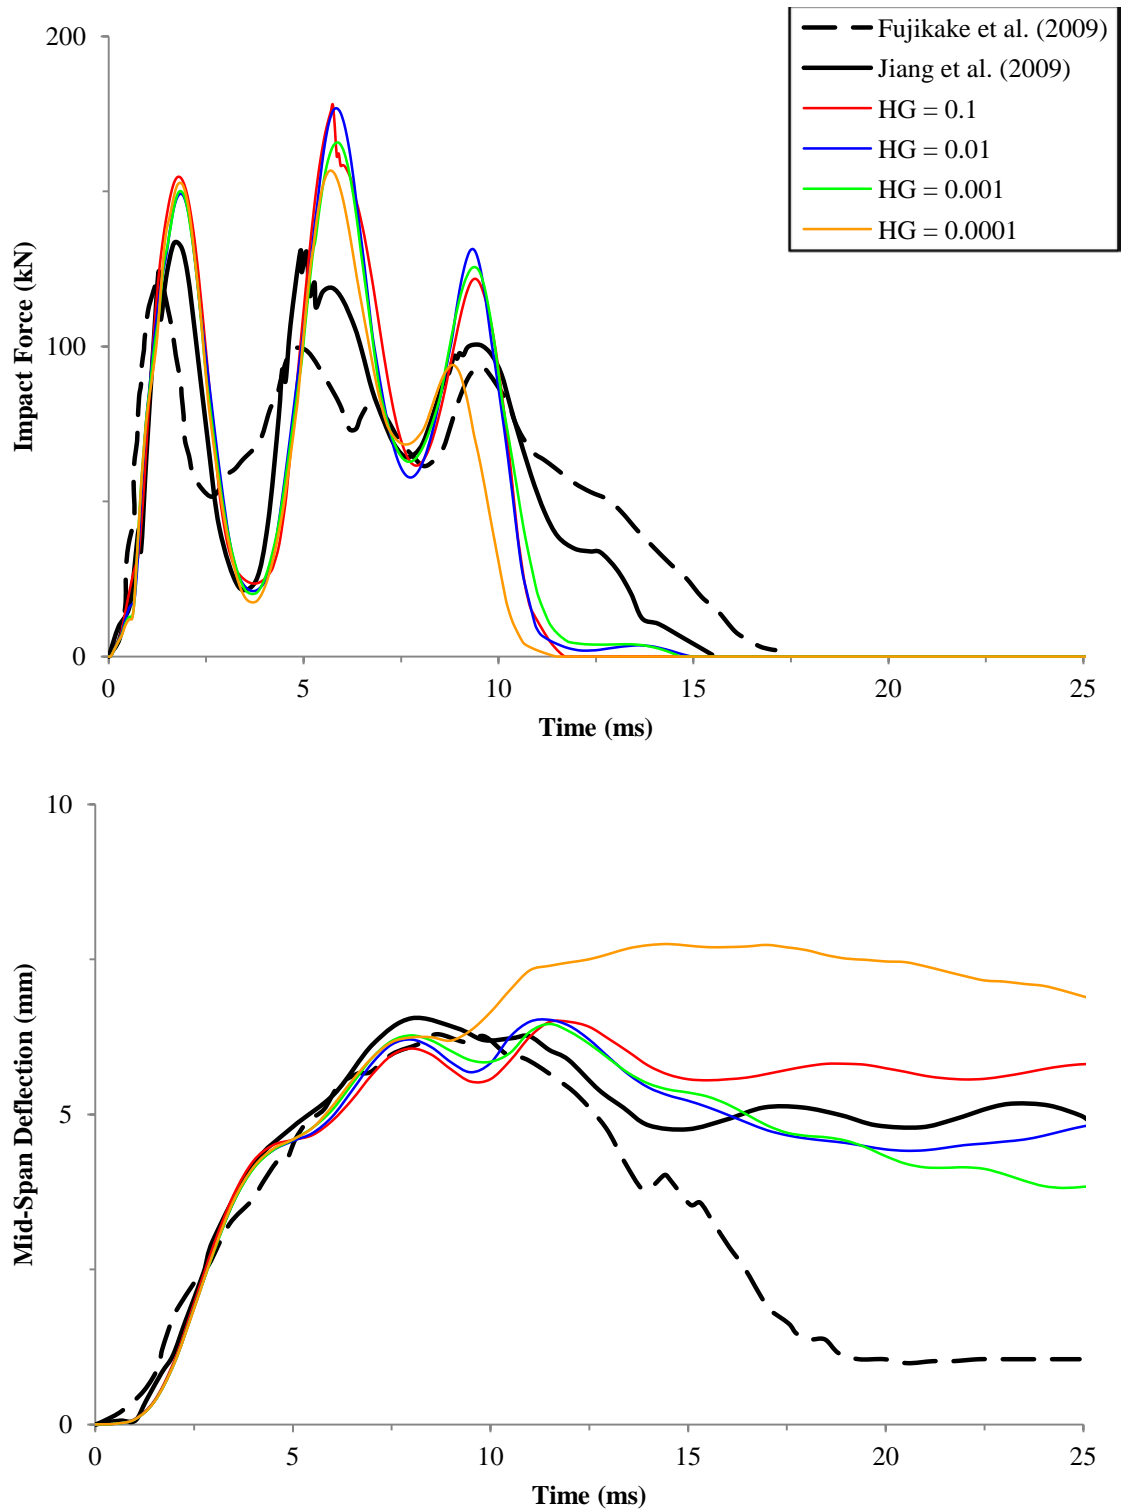 Fujikake et al. (2009)
Jiang et al. (2009)
HG = 0.1
HG = 0.01
HG = 0.001
HG = 0.0001
200
100
0
Impact Force (kN)
0 5 10 15 20 25
Time (ms)
10
5
0
Mid-Span Deflection (mm)
0 5 10 15 20 25
Time (ms)